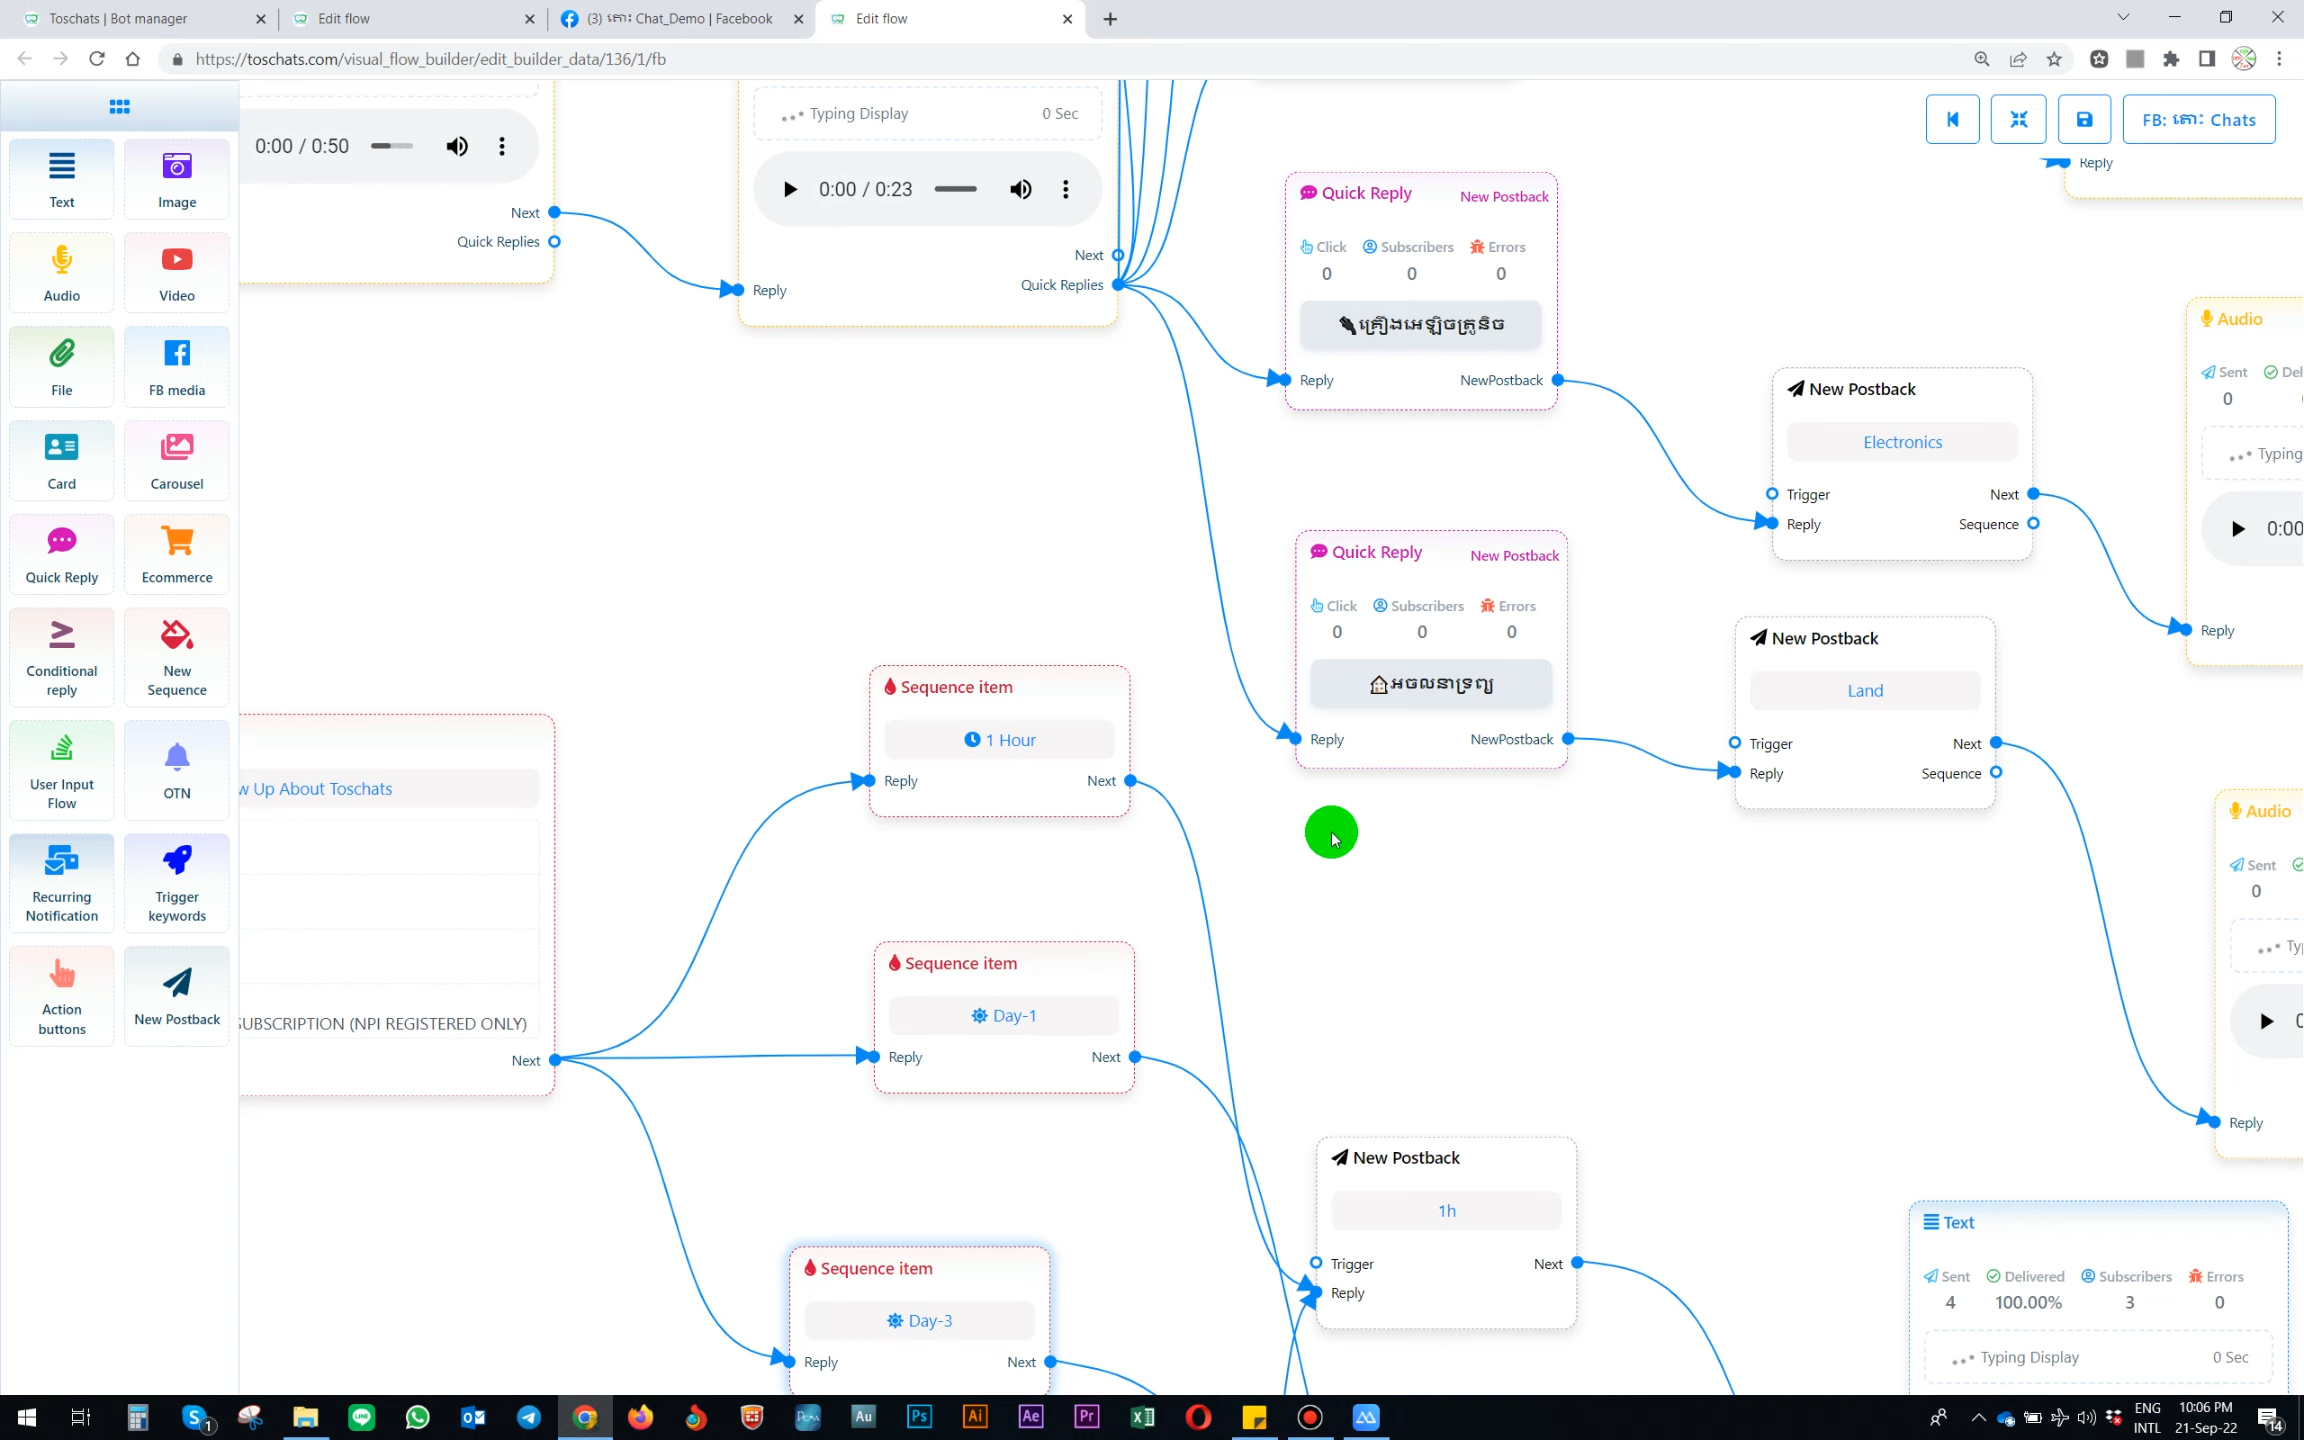 Toschats | Bot manager
Edit flow
(3) តោះ Chat_Demo | Facebook
Edit flow
https://toschats.com/visual_flow_builder/edit_builder_data/136/1/fb
FB: តោះ Chats
Text
Image
Audio
Video
File
FB media
Card
Carousel
Quick Reply
Ecommerce
Conditional
reply
New
Sequence
User Input
Flow
OTN
Recurring
Notification
Trigger
keywords
Action
buttons
New Postback
0:00 / 0:50
Next
Quick Replies
Typing Display
0 Sec
0:00 / 0:23
Next
Quick Replies
Reply
Quick Reply
New Postback
Click
Subscribers
Errors
0
0
0
គ្រឿងអេឡិចត្រូនិច
Reply
NewPostback
Reply
New Postback
Electronics
Trigger
Next
Reply
Sequence
Audio
Sent
0
Typing
0:00
Reply
Quick Reply
New Postback
Click
Subscribers
Errors
0
0
0
អចលនាទ្រព្យ
Reply
NewPostback
New Postback
Land
Trigger
Next
Reply
Sequence
Audio
Sent
0
Reply
w Up About Toschats
SUBSCRIPTION (NPI REGISTERED ONLY)
Next
Sequence item
1 Hour
Reply
Next
Sequence item
Day-1
Reply
Next
Sequence item
Day-3
Reply
Next
New Postback
1h
Trigger
Next
Reply
Text
Sent
Delivered
Subscribers
Errors
4
100.00%
3
0
Typing Display
0 Sec
ENG
INTL
10:06 PM
21-Sep-22
14